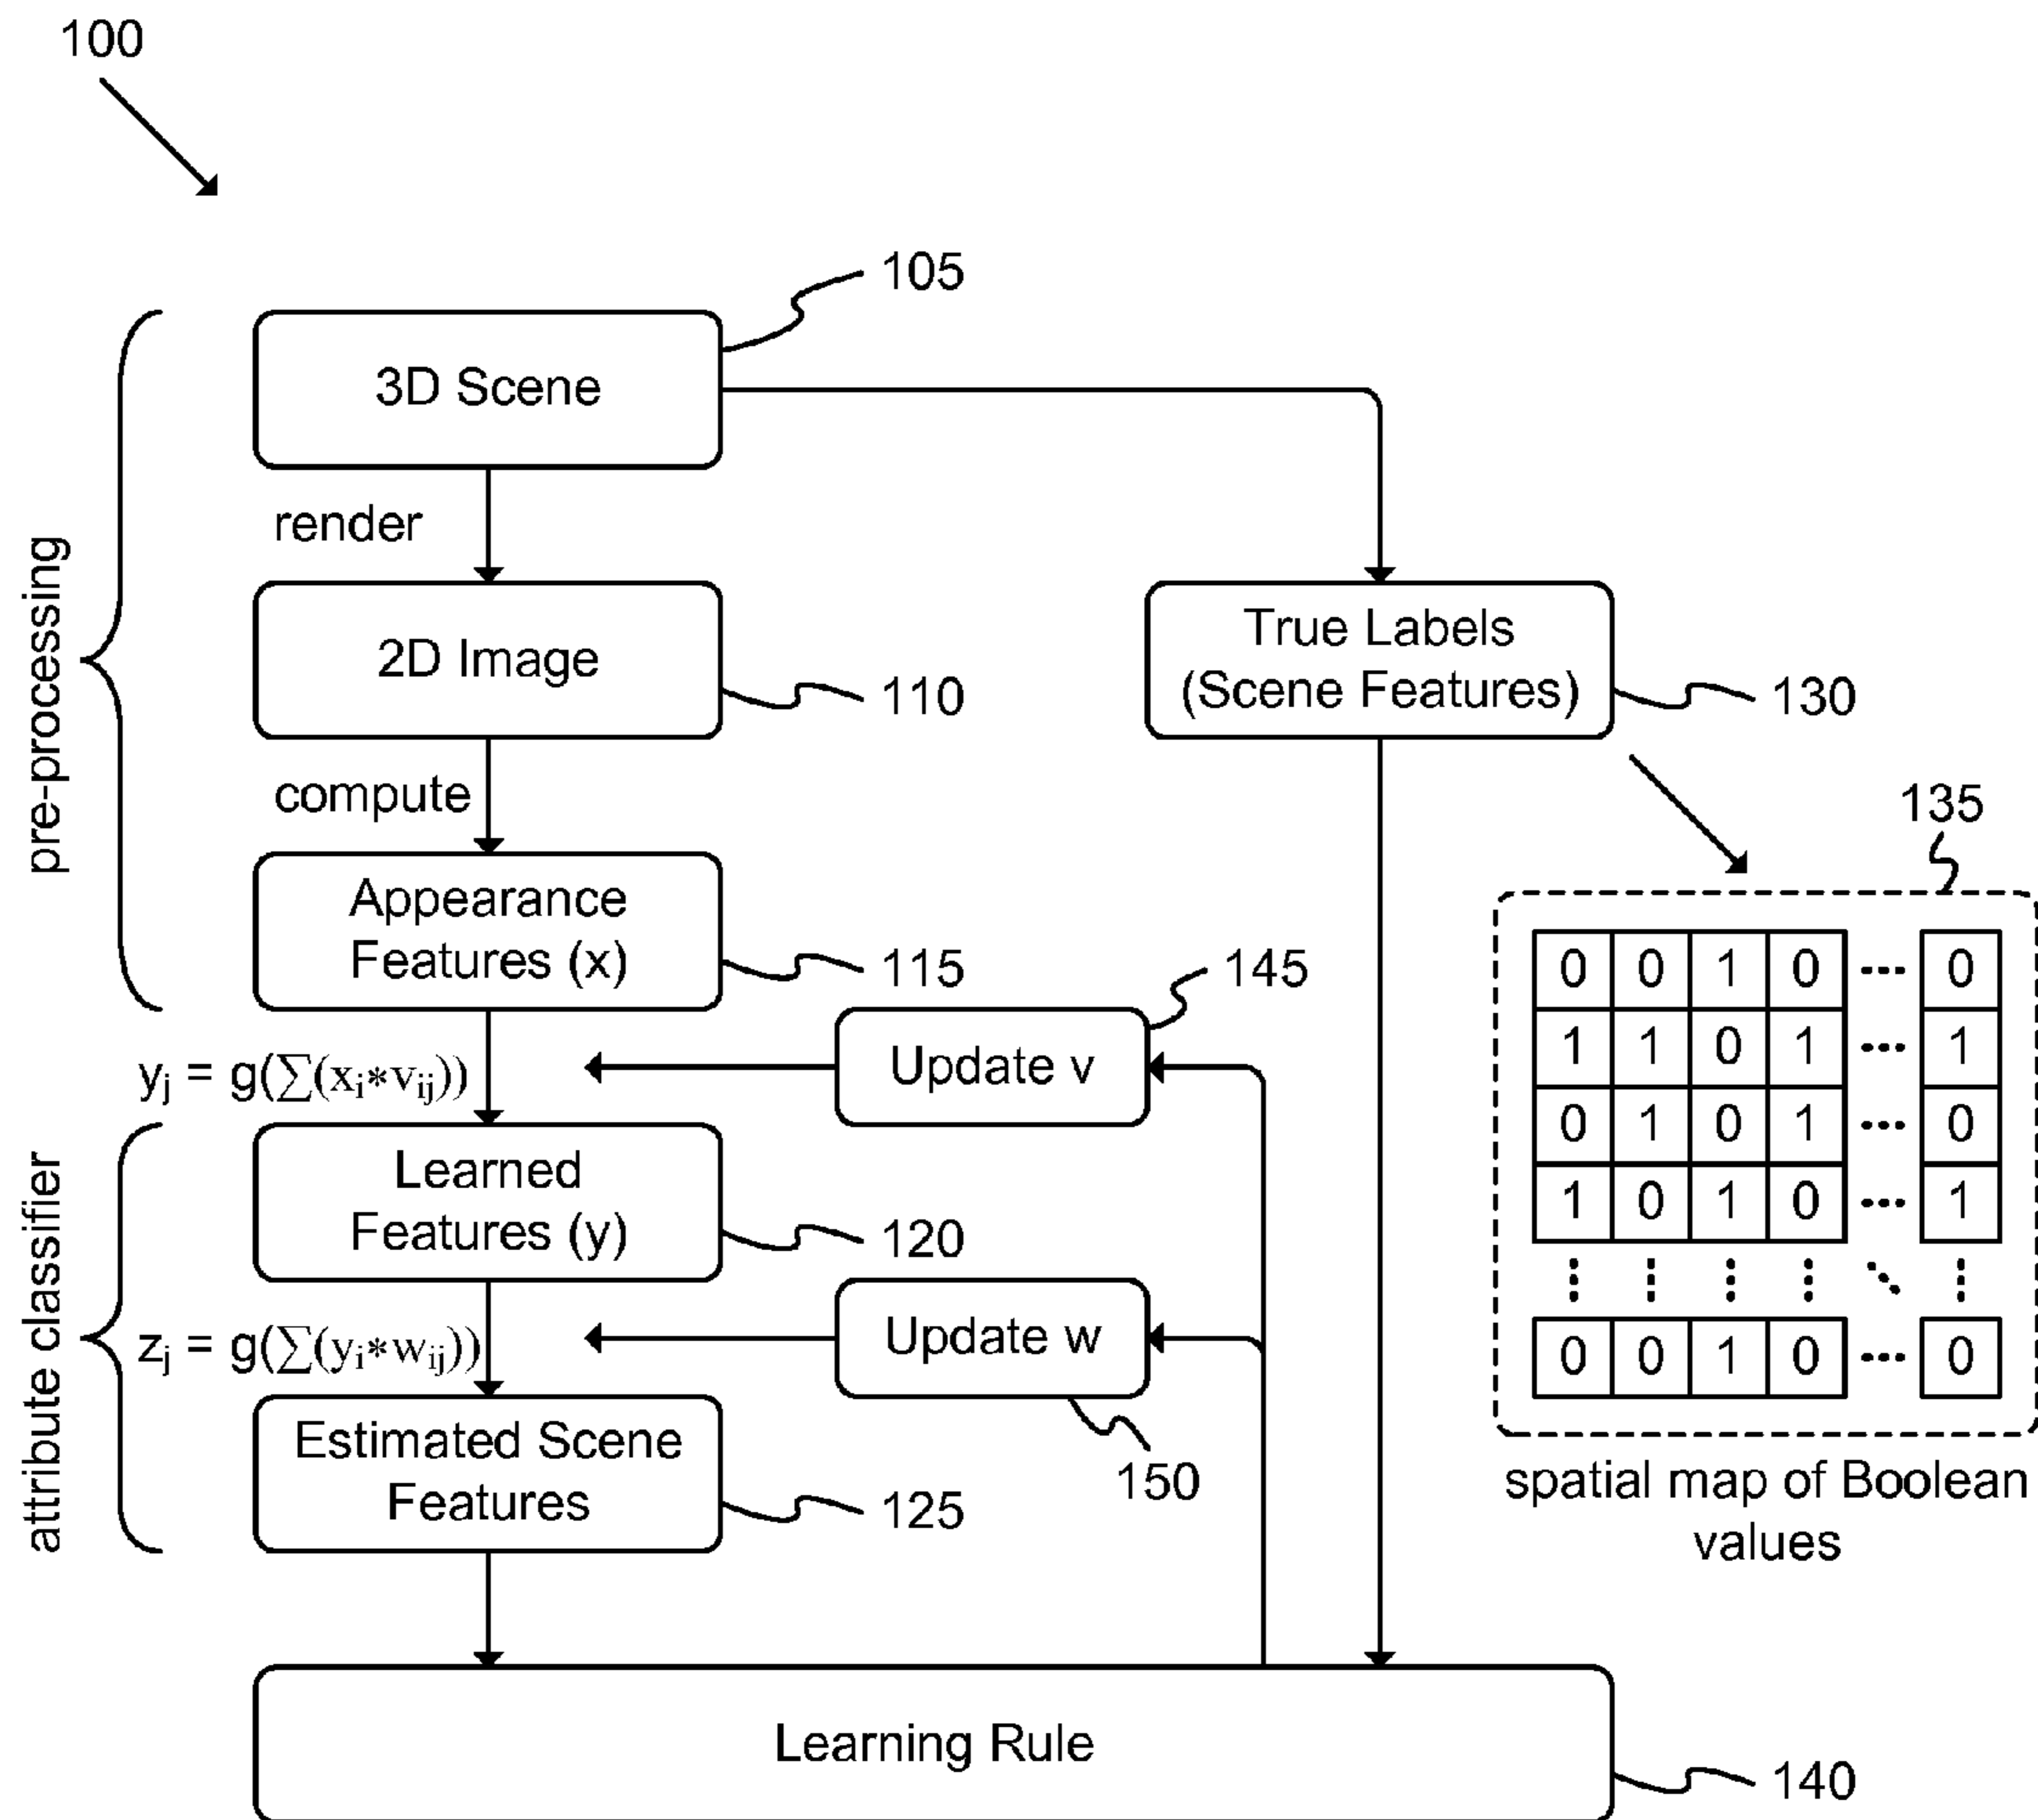 100
105
3D Scene
render
pre-processing
2D Image
110
True Labels
(Scene Features)
130
compute
135
Appearance
Features (x)
115
145
0 0 1 0 ··· 0
1 1 0 1 ··· 1
0 1 0 1 ··· 0
1 0 1 0 ··· 1
0 0 1 0 ··· 0
yj = g(∑(xi*vij))
Update v
attribute classifier
Learned
Features (y)
120
zj = g(∑(yi*wij))
Update w
150
Estimated Scene
Features
125
spatial map of Boolean
values
Learning Rule
140